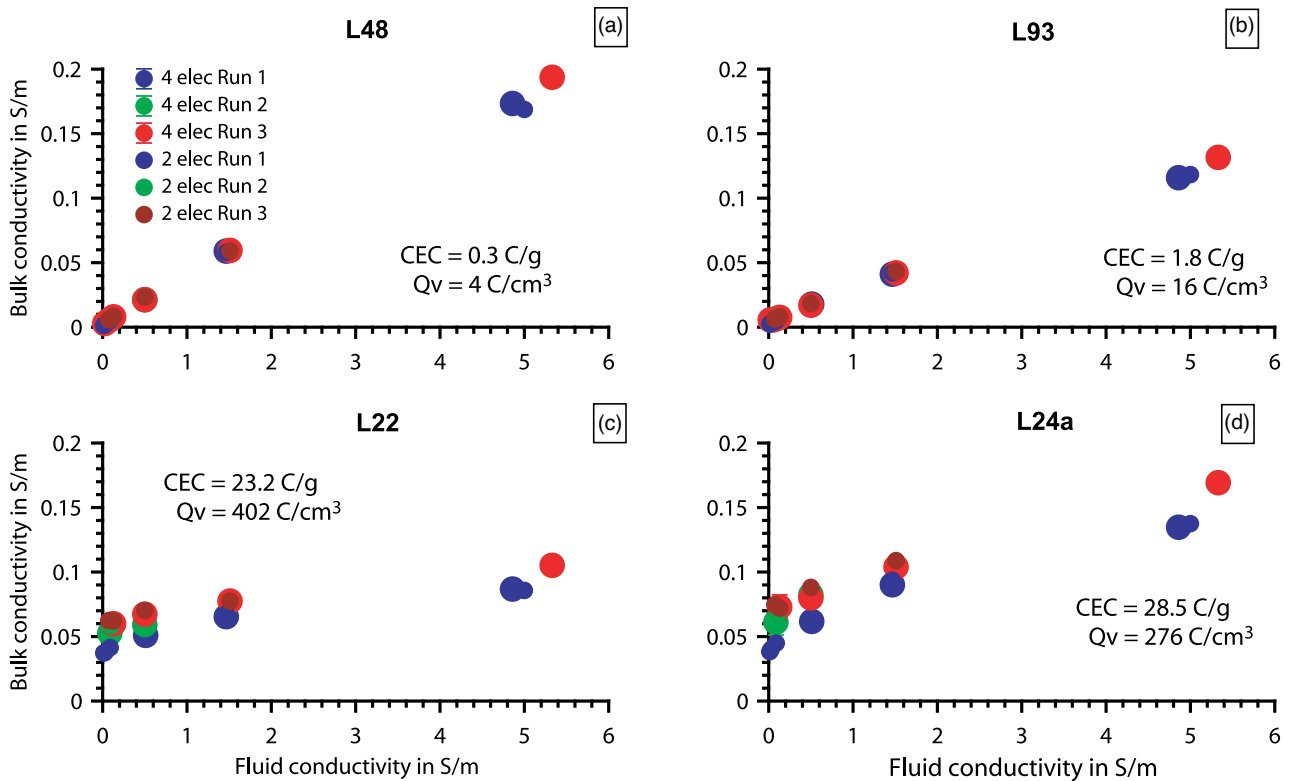 L48
(a)
0.2
0.15
0.1
0.05
0
Bulk conductivity in S/m
4 elec Run 1
4 elec Run 2
4 elec Run 3
2 elec Run 1
2 elec Run 2
2 elec Run 3
CEC = 0.3 C/g
Qv = 4 C/cm³
0 1 2 3 4 5 6
L93
(b)
0.2
0.15
0.1
0.05
0
CEC = 1.8 C/g
Qv = 16 C/cm³
0 1 2 3 4 5 6
L22
(c)
0.2
0.15
0.1
0.05
0
Bulk conductivity in S/m
CEC = 23.2 C/g
Qv = 402 C/cm³
0 1 2 3 4 5 6
Fluid conductivity in S/m
L24a
(d)
0.2
0.15
0.1
0.05
0
CEC = 28.5 C/g
Qv = 276 C/cm³
0 1 2 3 4 5 6
Fluid conductivity in S/m